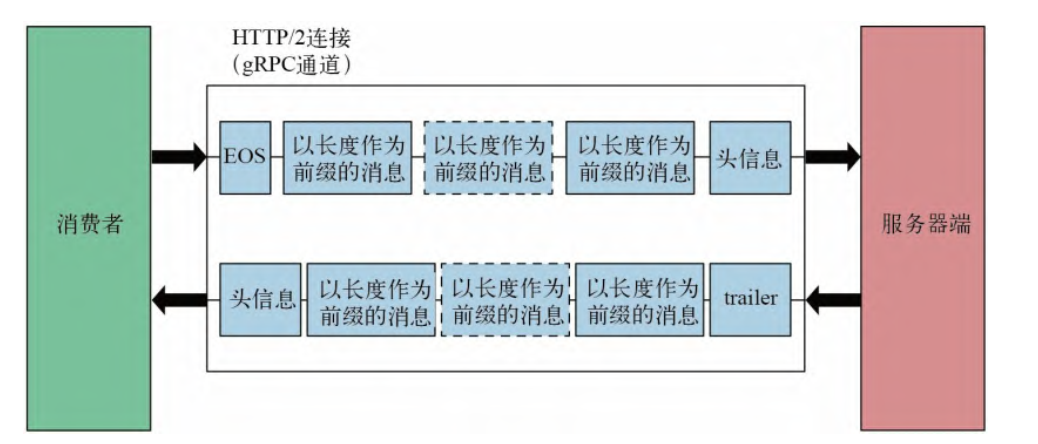 HTTP/2连接
（gRPC通道）
消费者
EOS
以长度作为
前缀的消息
以长度作为
前缀的消息
以长度作为
前缀的消息
头信息
服务器端
头信息
以长度作为
前缀的消息
以长度作为
前缀的消息
以长度作为
前缀的消息
trailer